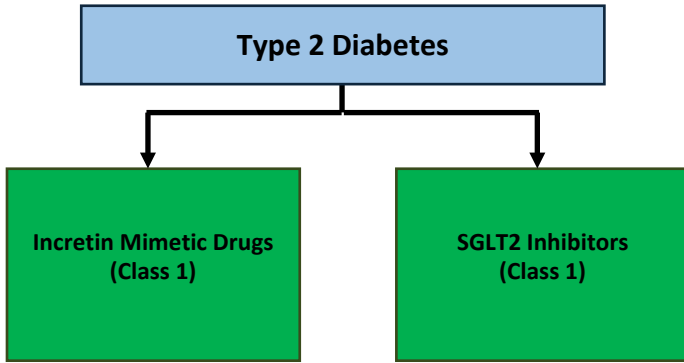 Type 2 Diabetes
Incretin Mimetic Drugs
(Class 1)
SGLT2 Inhibitors
(Class 1)